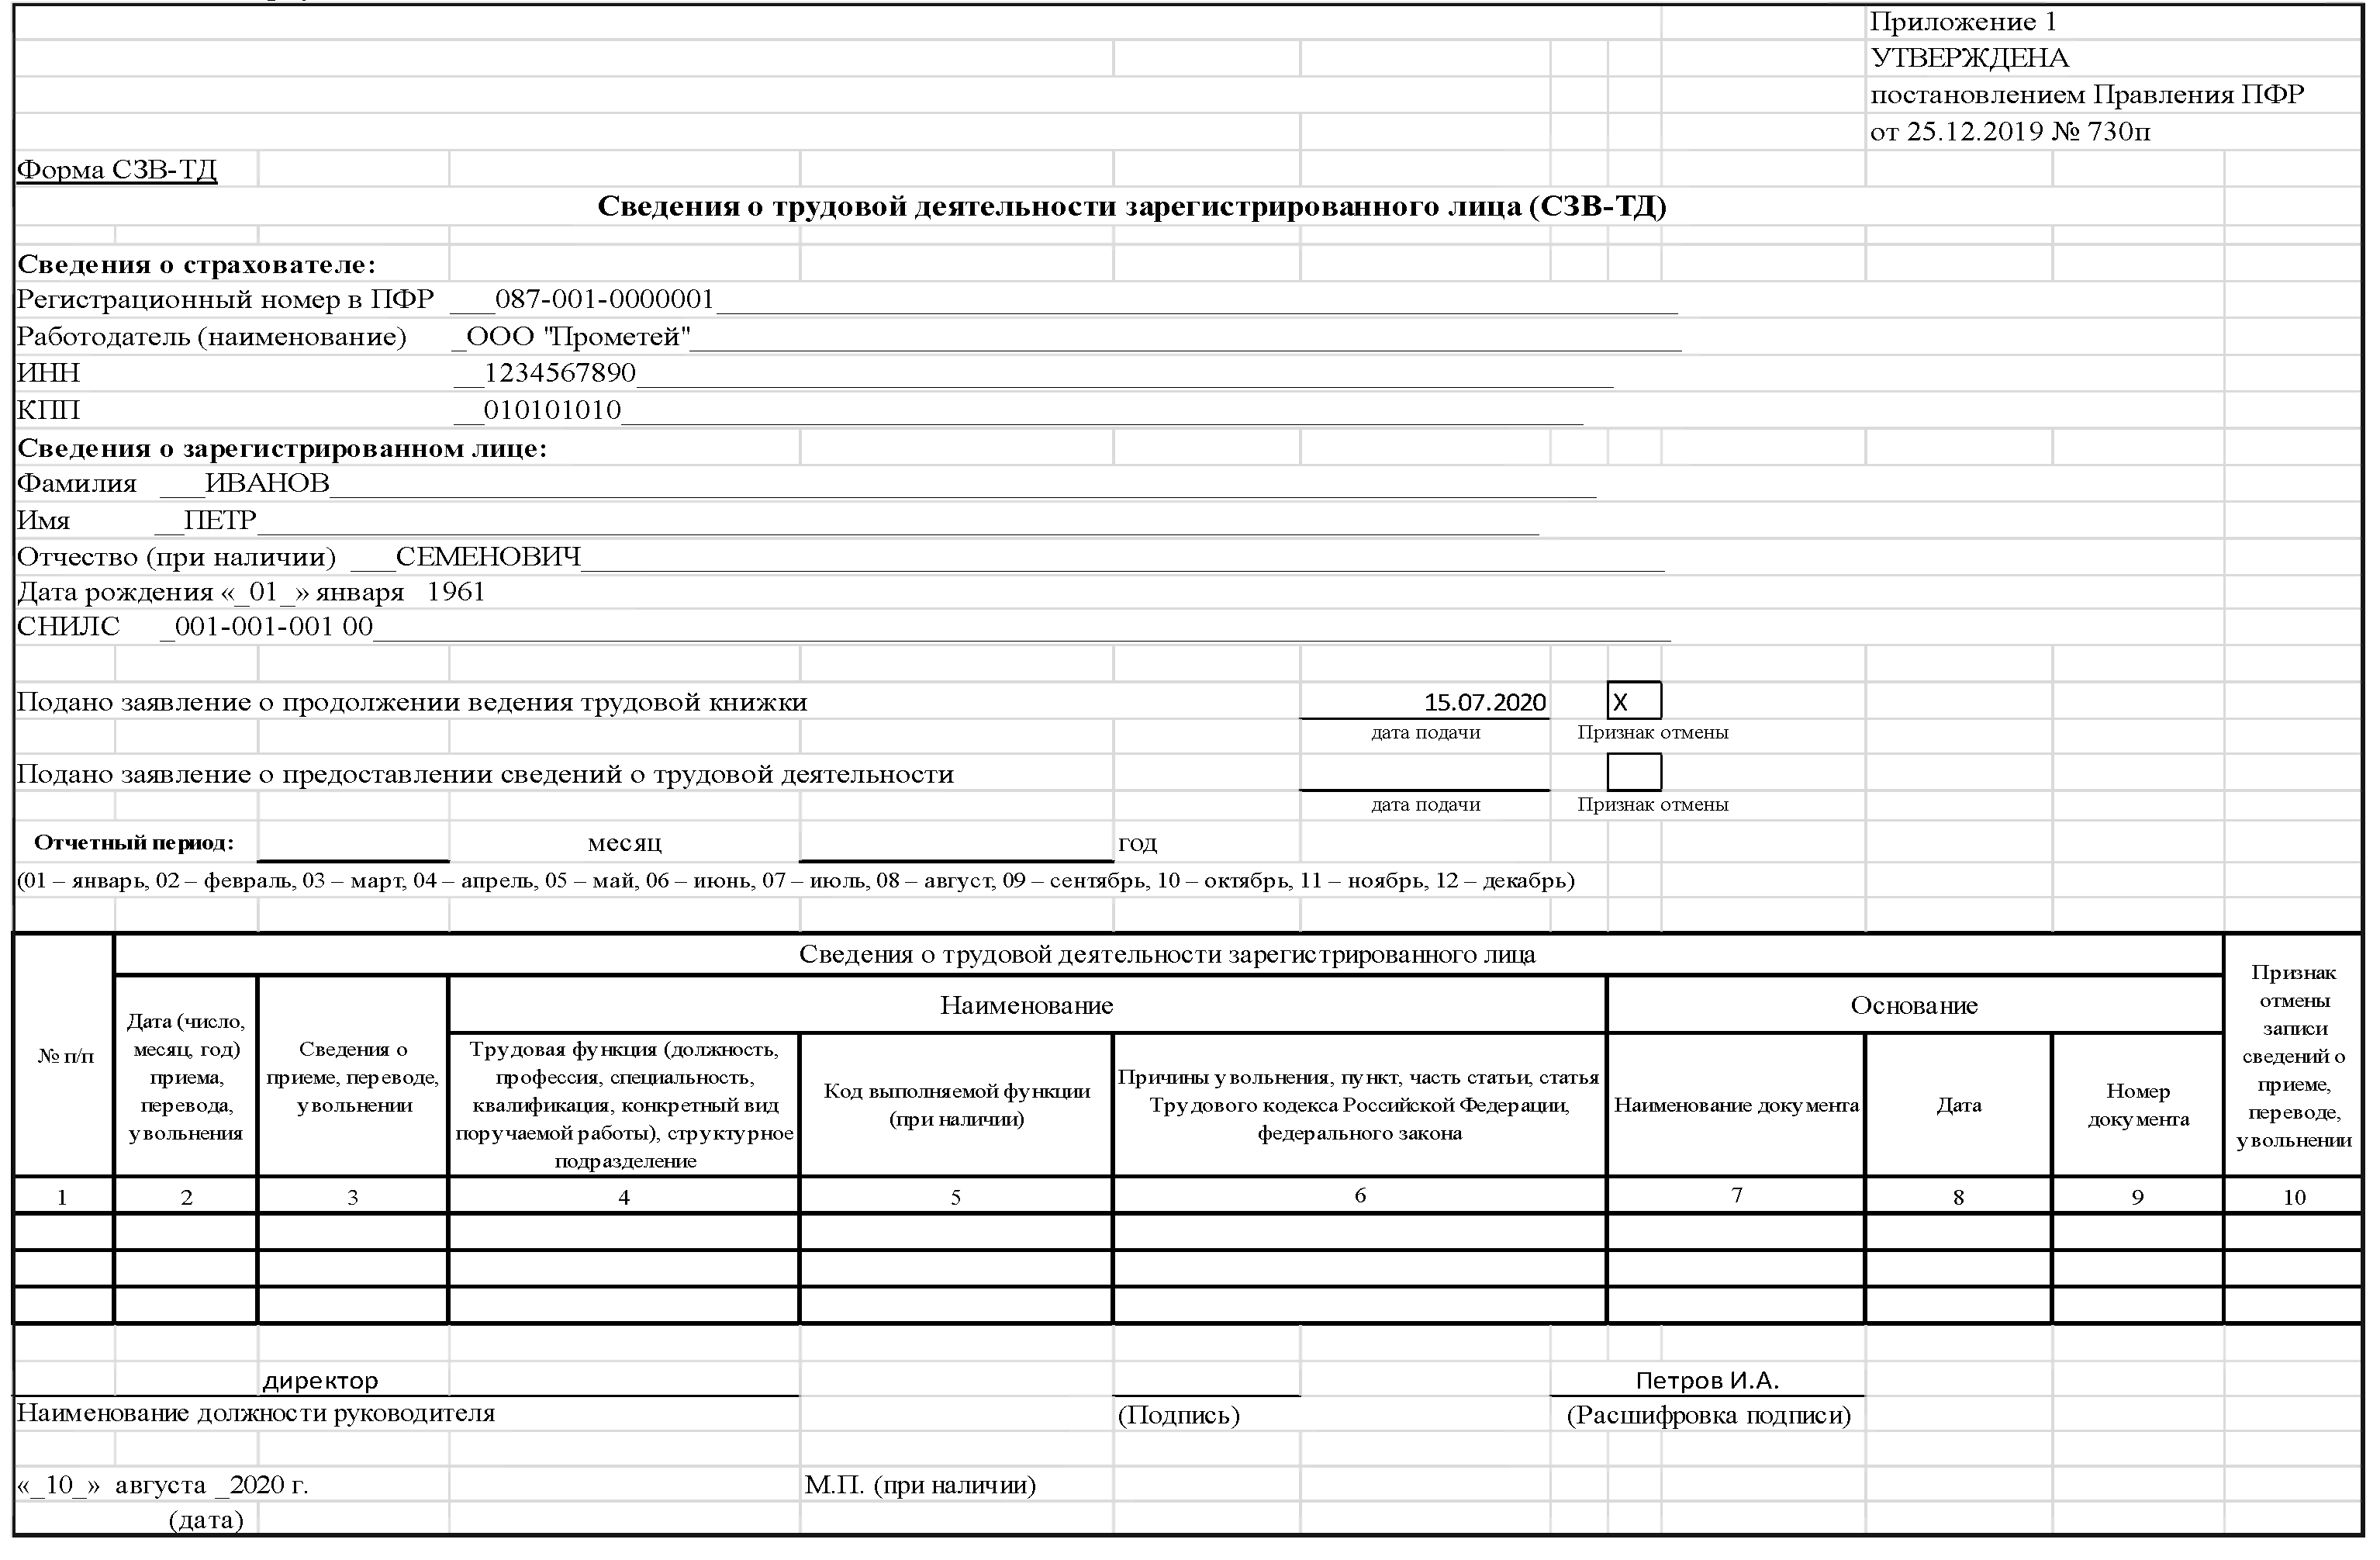 Приложение 1
УТВЕРЖДЕНА
постановлением Правления ПФР
от 25.12.2019 № 730п
Форма СЗВ-ТД
Сведения о трудовой деятельности зарегистрированного лица (СЗВ-ТД)
Сведения о страхователе:
Регистрационный номер в ПФР ___087-001-0000001
Работодатель (наименование) _ООО "Прометей"
ИНН __1234567890
КПП __010101010
Сведения о зарегистрированном лице:
Фамилия ___ИВАНОВ
Имя __ПЕТР
Отчество (при наличии) ___СЕМЕНОВИЧ
Дата рождения «_01_» января 1961
СНИЛС _001-001-001 00
Подано заявление о продолжении ведения трудовой книжки 15.07.2020 X
дата подачи Признак отмены
Подано заявление о предоставлении сведений о трудовой деятельности
дата подачи Признак отмены
Отчетный период: месяц год
(01 – январь, 02 – февраль, 03 – март, 04 – апрель, 05 – май, 06 – июнь, 07 – июль, 08 – август, 09 – сентябрь, 10 – октябрь, 11 – ноябрь, 12 – декабрь)
№ п/п
Сведения о трудовой деятельности зарегистрированного лица
Дата (число,
месяц, год)
приема,
перевода,
увольнения
Сведения о
приеме, переводе,
увольнении
Наименование
Трудовая функция (должность,
профессия, специальность,
квалификация, конкретный вид
поручаемой работы), структурное
подразделение
Код выполняемой функции
(при наличии)
Причины увольнения, пункт, часть статьи, статья
Трудового кодекса Российской Федерации,
федерального закона
Основание
Наименование документа
Дата
Номер
документа
Признак
отмены
записи
сведений о
приеме,
переводе,
увольнении
1 2 3 4 5 6 7 8 9 10
директор Петров И.А.
Наименование должности руководителя (Подпись) (Расшифровка подписи)
«_10_» августа _2020 г. М.П. (при наличии)
(дата)